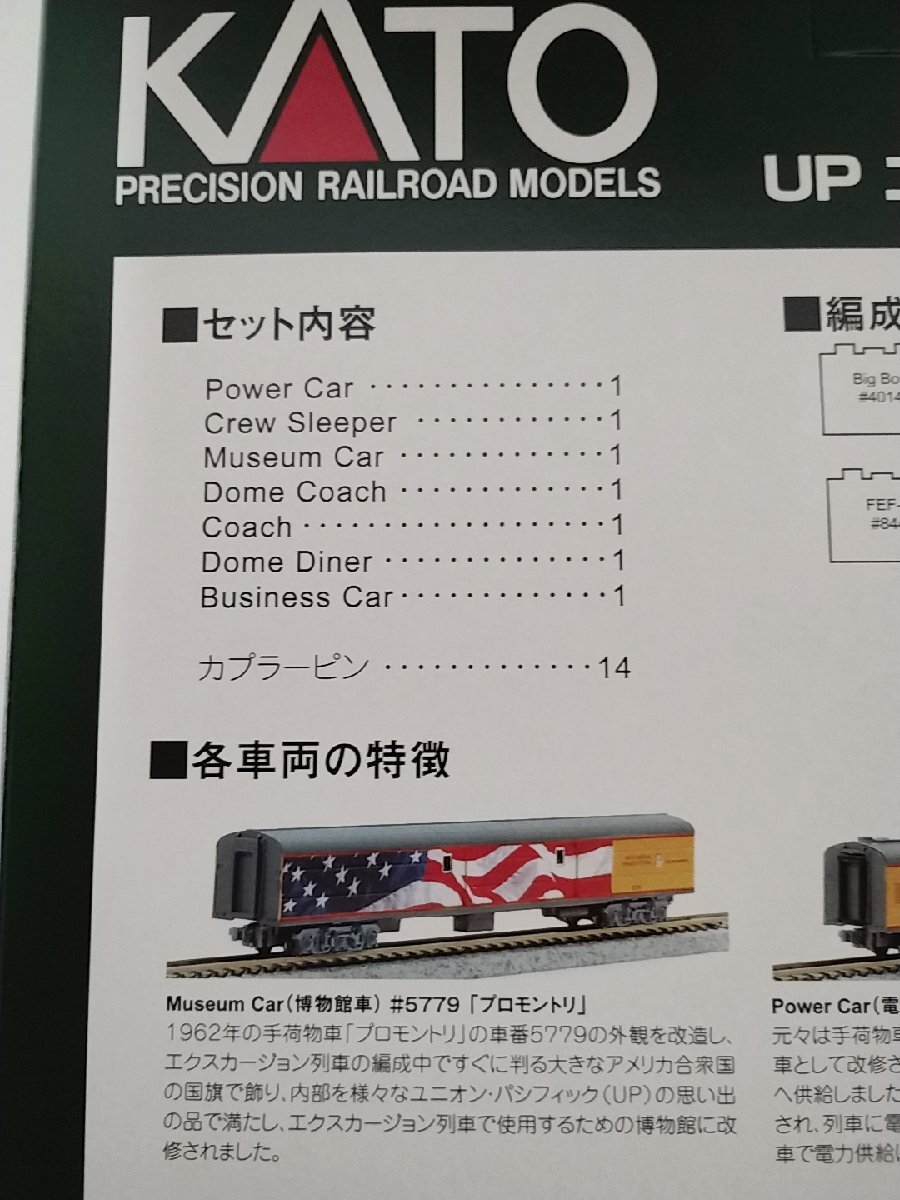 KATO
PRECISION RAILROAD MODELS
UP
■セット内容
Power Car ‥‥‥‥‥‥‥‥1
Crew Sleeper ‥‥‥‥‥‥1
Museum Car ‥‥‥‥‥‥‥1
Dome Coach ‥‥‥‥‥‥‥1
Coach ‥‥‥‥‥‥‥‥‥‥1
Dome Diner ‥‥‥‥‥‥‥1
Business Car ‥‥‥‥‥‥‥1
カプラーピン ‥‥‥‥‥‥‥14
■編成
Big Bo
#4014
FEF-
#844
■各車両の特徴
Museum Car(博物館車) #5779「プロモントリ」
1962年の手荷物車「プロモントリ」の車番5779の外観を改造し、
エクスカージョン列車の編成中ですぐに判る大きなアメリカ合衆国
の国旗で飾り、内部を様々なユニオン・パシフィック(UP)の思い出
の品で満たし、エクスカージョン列車で使用するための博物館に改
修されました。
Power Car(電
元々は手荷物車
車として改修さ
へ供給しました
され、列車に電
車で電力供給